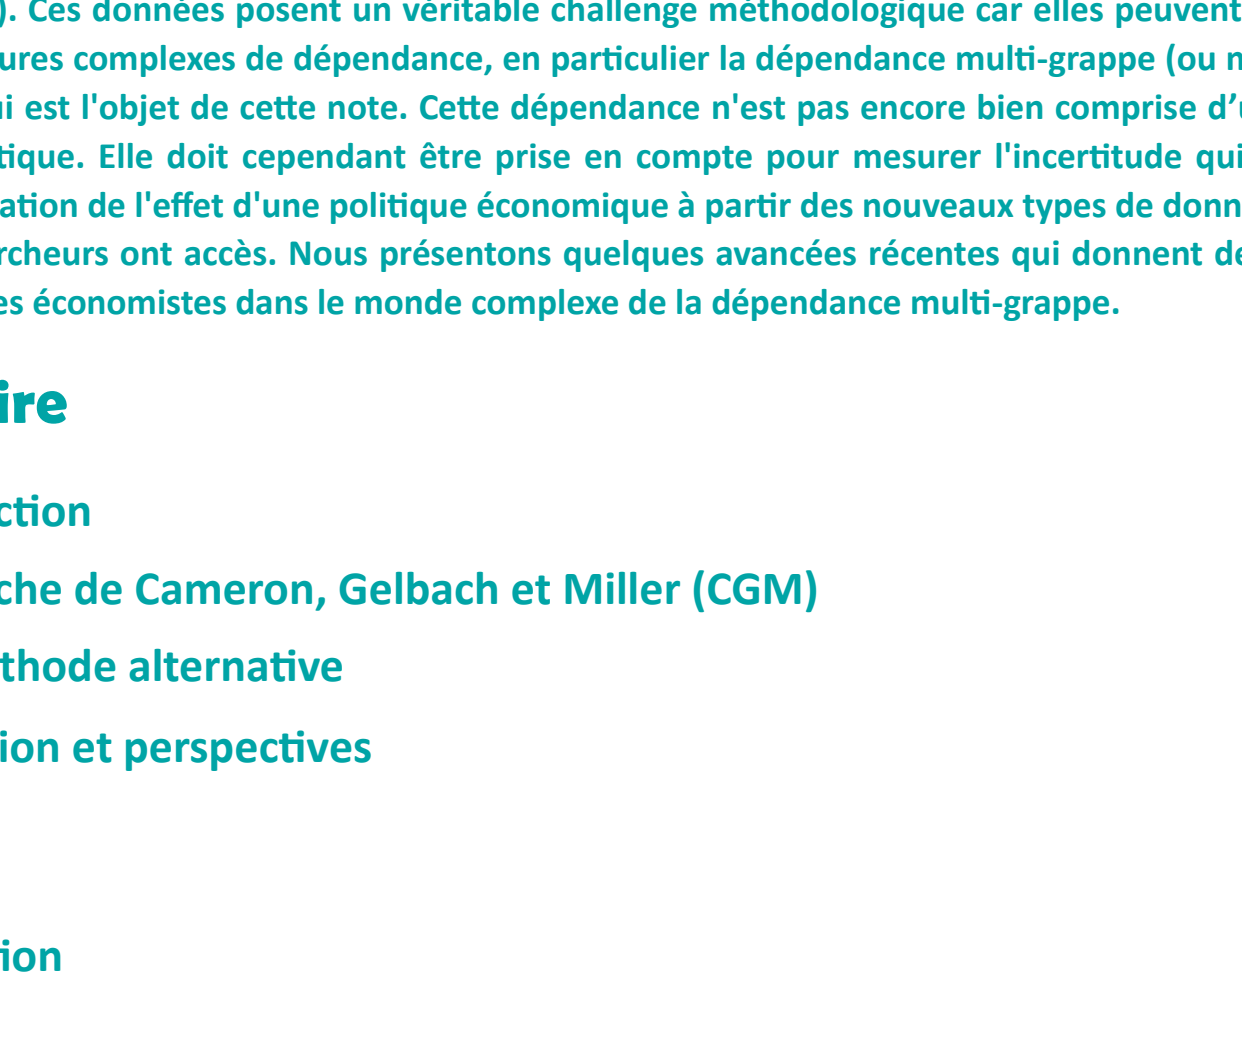 ). Ces données posent un véritable challenge méthodologique car elles peuvent
ures complexes de dépendance, en particulier la dépendance multi-grappe (ou
ui est l'objet de cette note. Cette dépendance n'est pas encore bien comprise d’
tique. Elle doit cependant être prise en compte pour mesurer l'incertitude qui
ation de l'effet d'une politique économique à partir des nouveaux types de donn
rcheurs ont accès. Nous présentons quelques avancées récentes qui donnent de
es économistes dans le monde complexe de la dépendance multi-grappe.
ire
ction
che de Cameron, Gelbach et Miller (CGM)
thode alternative
ion et perspectives
tion